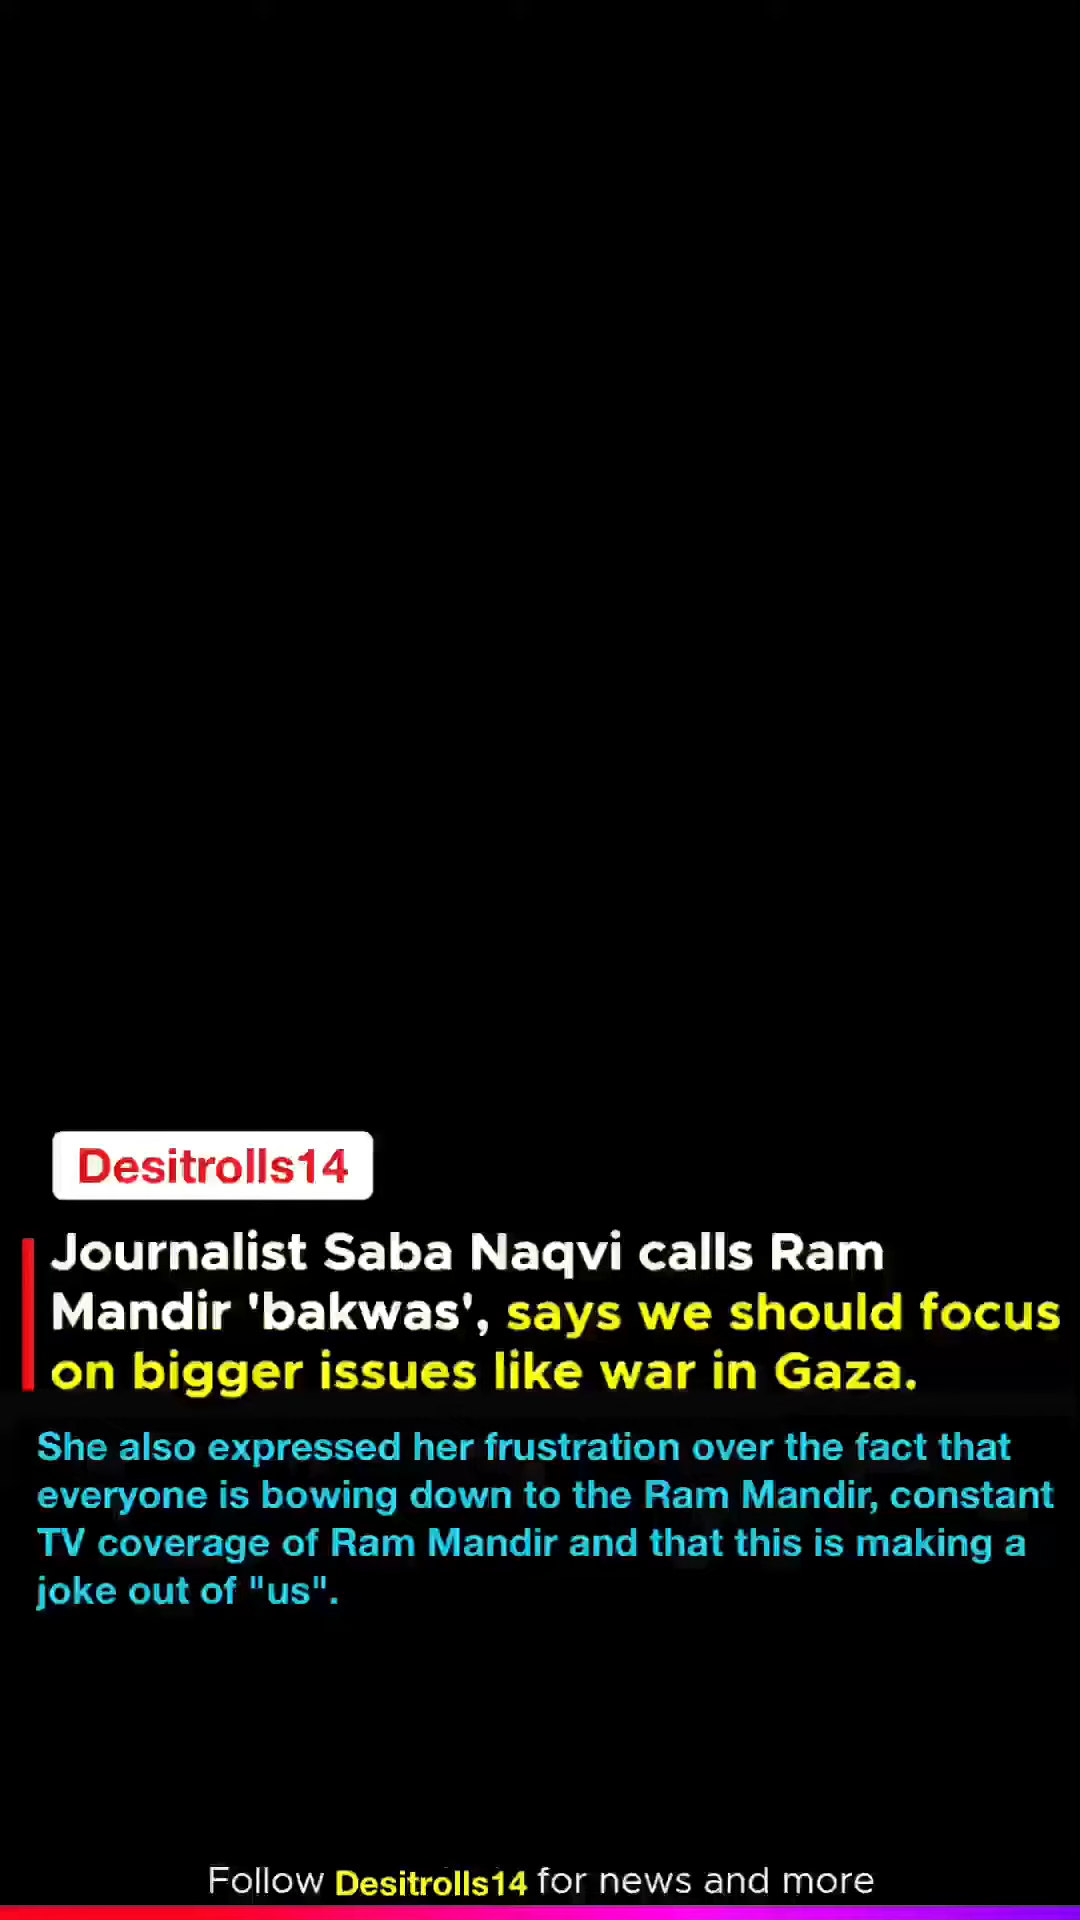 Desitrolls14
Journalist Saba Naqvi calls Ram
Mandir 'bakwas', says we should focus
on bigger issues like war in Gaza.
She also expressed her frustration over the fact that
everyone is bowing down to the Ram Mandir, constant
TV coverage of Ram Mandir and that this is making a
joke out of "us".
Follow Desitrolls14 for news and more